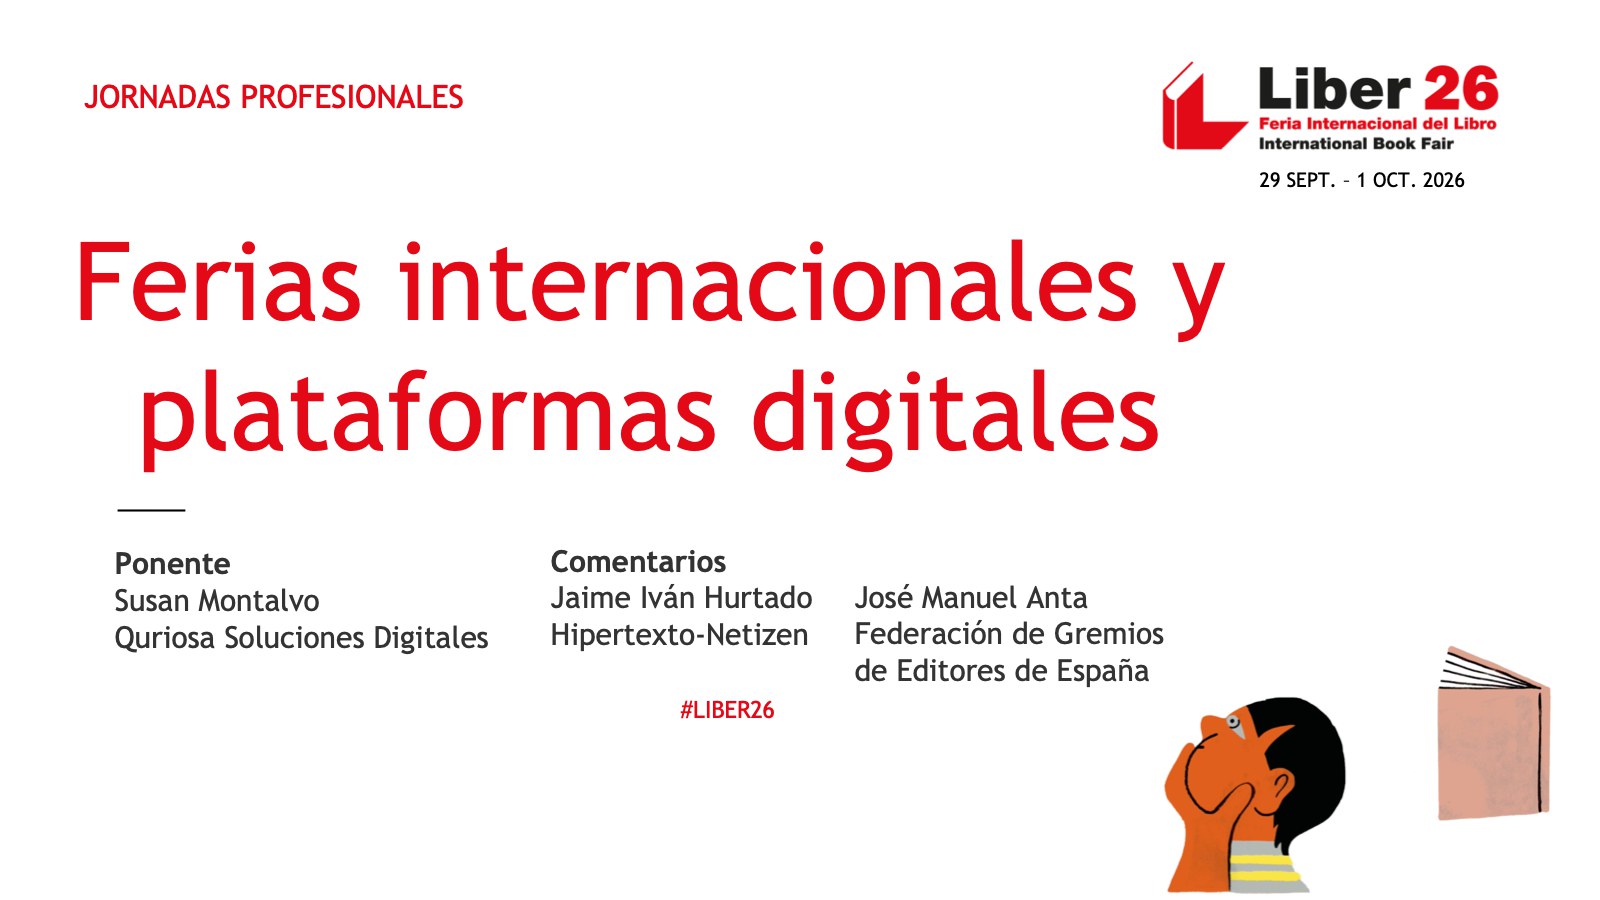 JORNADAS PROFESIONALES
Liber 26
Feria Internacional del Libro
International Book Fair
29 SEPT. – 1 OCT. 2026
Ferias internacionales y
plataformas digitales
Ponente
Susan Montalvo
Quriosa Soluciones Digitales
Comentarios
Jaime Iván Hurtado
Hipertexto-Netizen
José Manuel Anta
Federación de Gremios
de Editores de España
#LIBER26